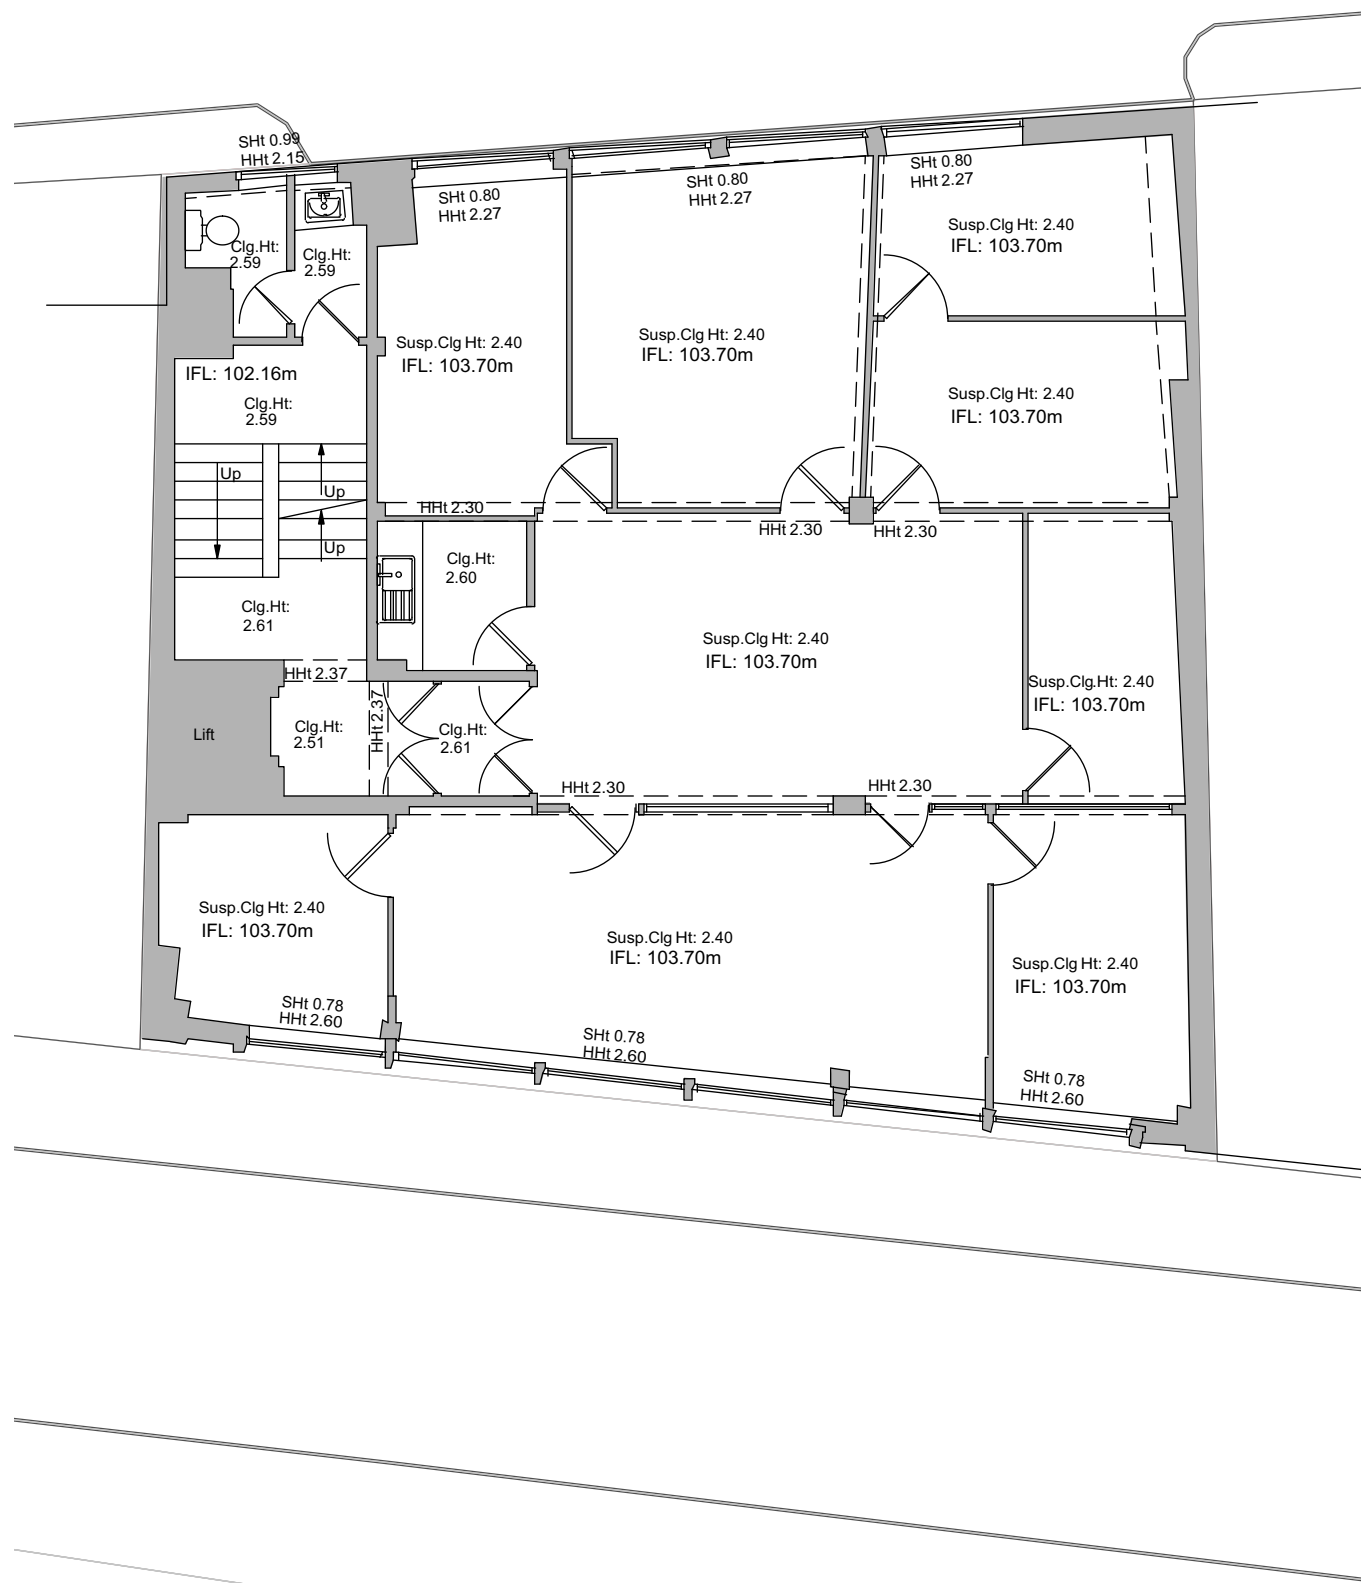 SHt 0.99
HHt 2.15
SHt 0.80
HHt 2.27
SHt 0.80
HHt 2.27
SHt 0.80
HHt 2.27
Clg.Ht:
2.59
Clg.Ht:
2.59
Susp.Clg Ht: 2.40
IFL: 103.70m
Susp.Clg Ht: 2.40
IFL: 103.70m
Susp.Clg Ht: 2.40
IFL: 103.70m
IFL: 102.16m
Clg.Ht:
2.59
Susp.Clg Ht: 2.40
IFL: 103.70m
Up
Up
Up
HHt 2.30
HHt 2.30
HHt 2.30
Clg.Ht:
2.60
Clg.Ht:
2.61
Susp.Clg Ht: 2.40
IFL: 103.70m
HHt 2.37
HHt 2.37
Susp.Clg.Ht: 2.40
IFL: 103.70m
Lift
Clg.Ht:
2.51
Clg.Ht:
2.61
HHt 2.30
HHt 2.30
Susp.Clg Ht: 2.40
IFL: 103.70m
Susp.Clg Ht: 2.40
IFL: 103.70m
Susp.Clg Ht: 2.40
IFL: 103.70m
SHt 0.78
HHt 2.60
SHt 0.78
HHt 2.60
SHt 0.78
HHt 2.60